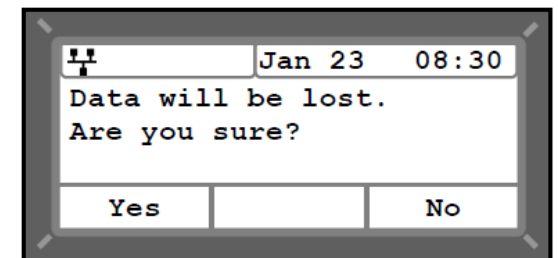 Jan 23 08:30
Data will be lost.
Are you sure?
Yes No